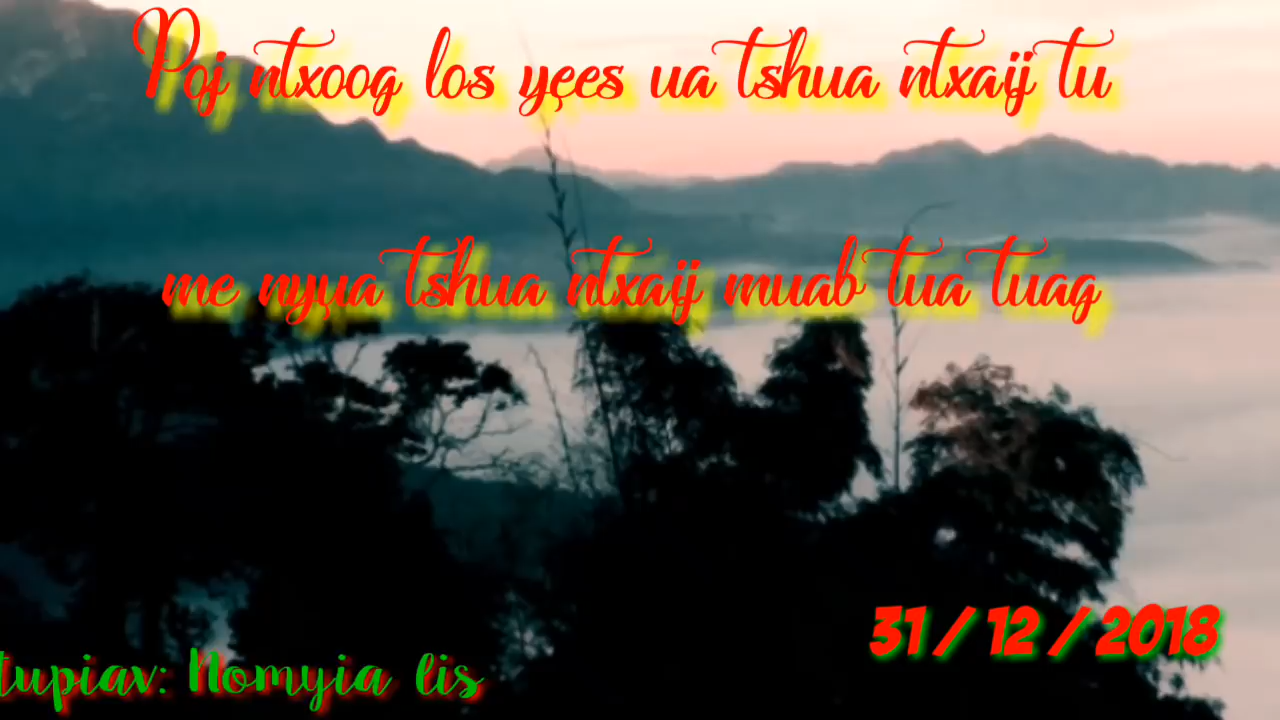 Poj ntxoog los yees ua tshua ntxaij tu
me nyua tshua ntxaij muab tua tuag
31 / 12 / 2018
tupiav: Nomyia lis